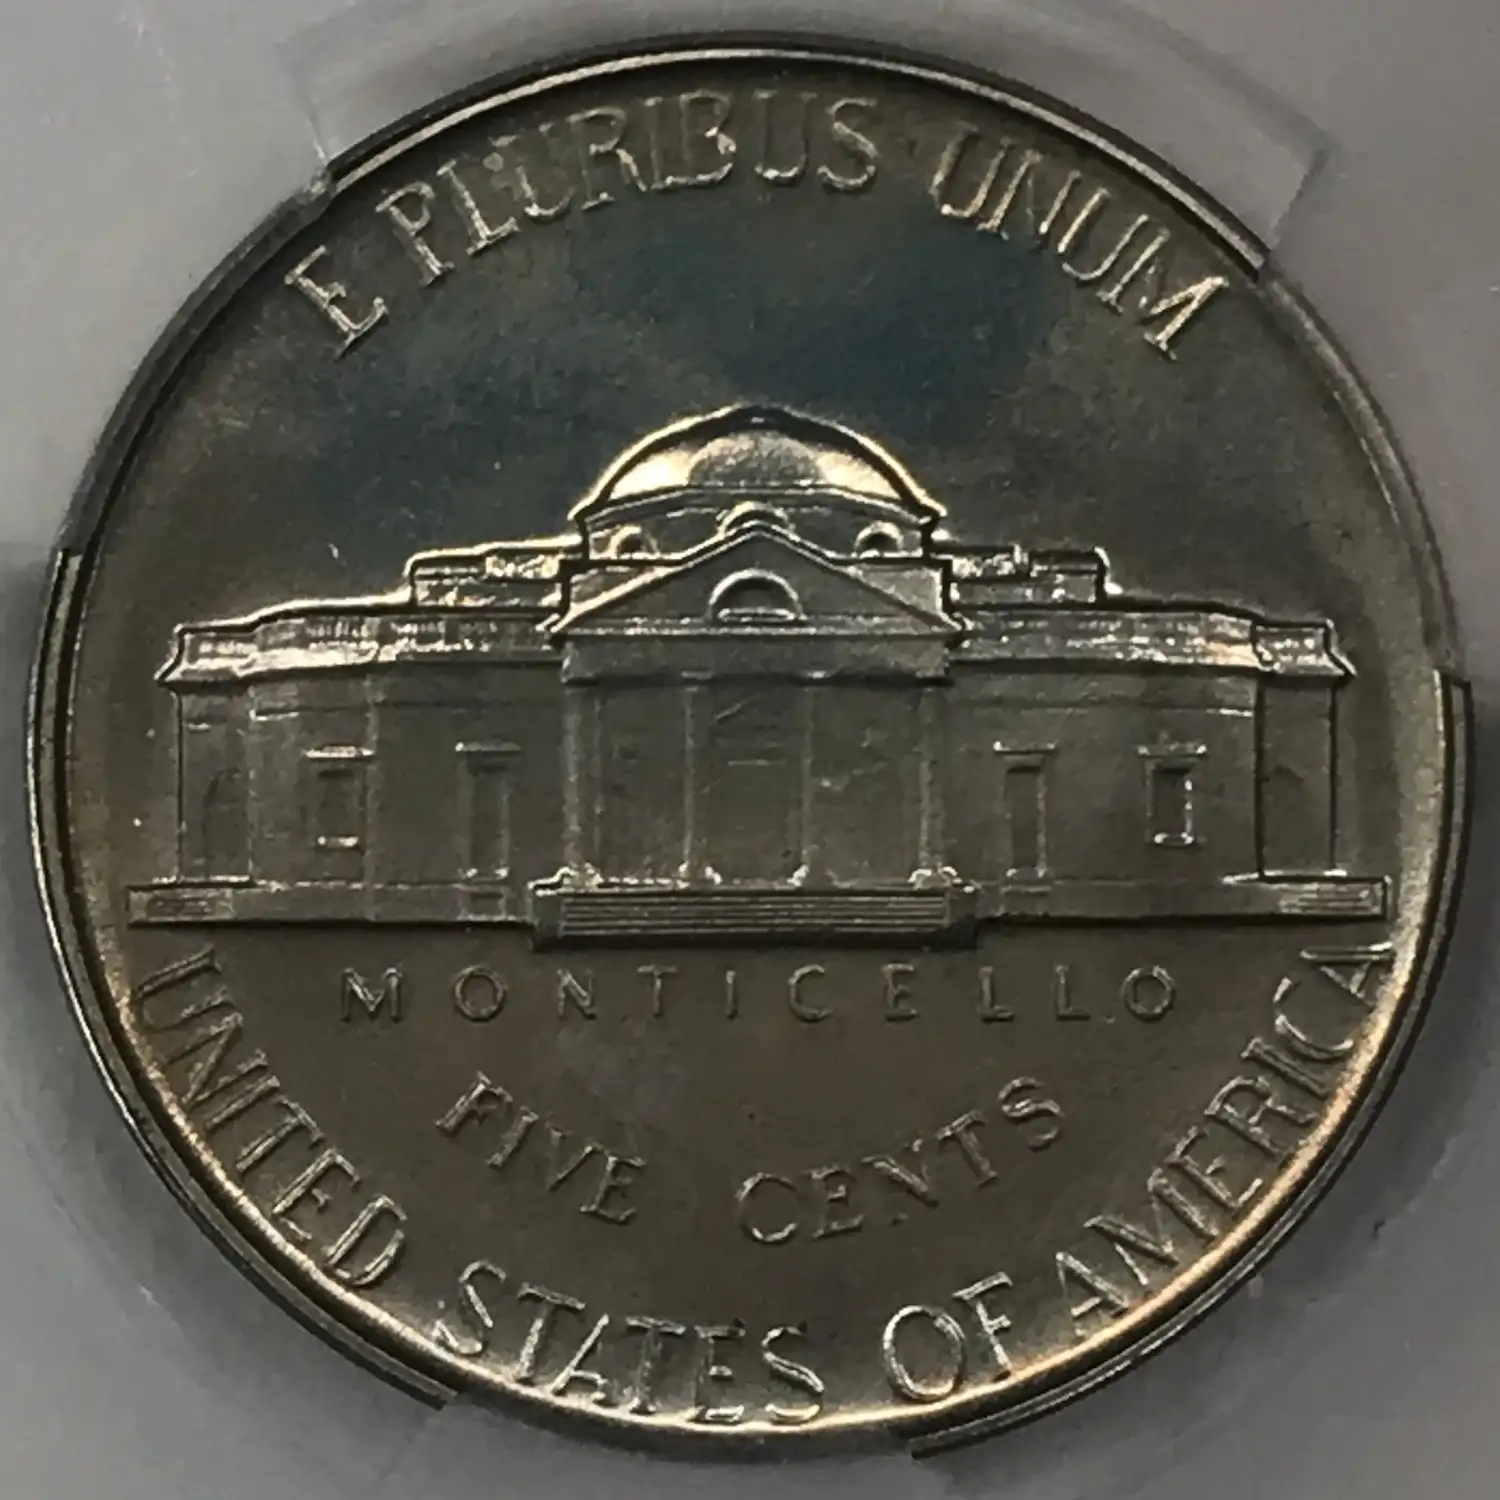 E PLURIBUS UNUM
MONTICELLO
FIVE CENTS
UNITED STATES OF AMERICA